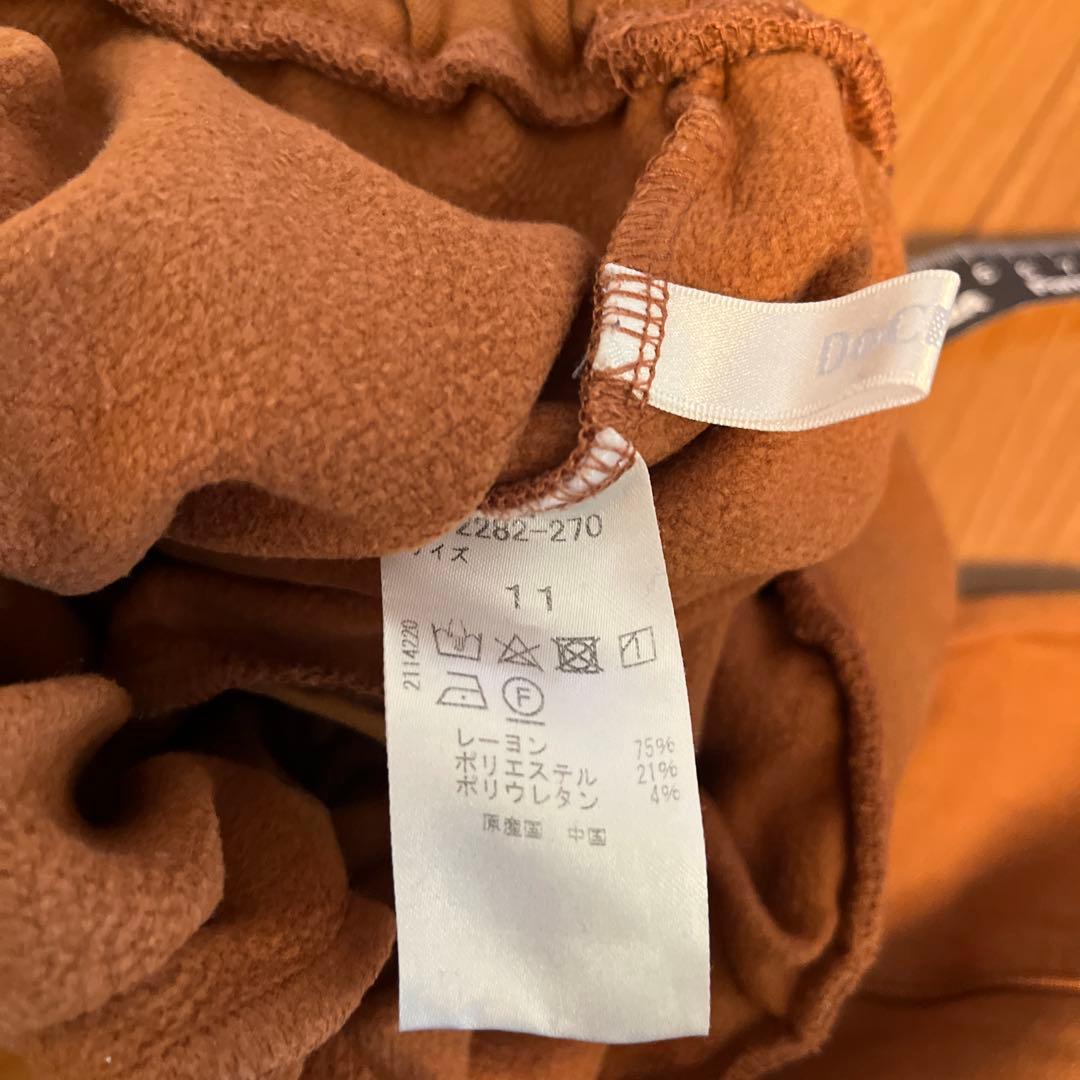 2282-270
イズ
11
2114220
F
レーヨン 75%
ポリエステル 21%
ポリウレタン 4%
原産国 中国